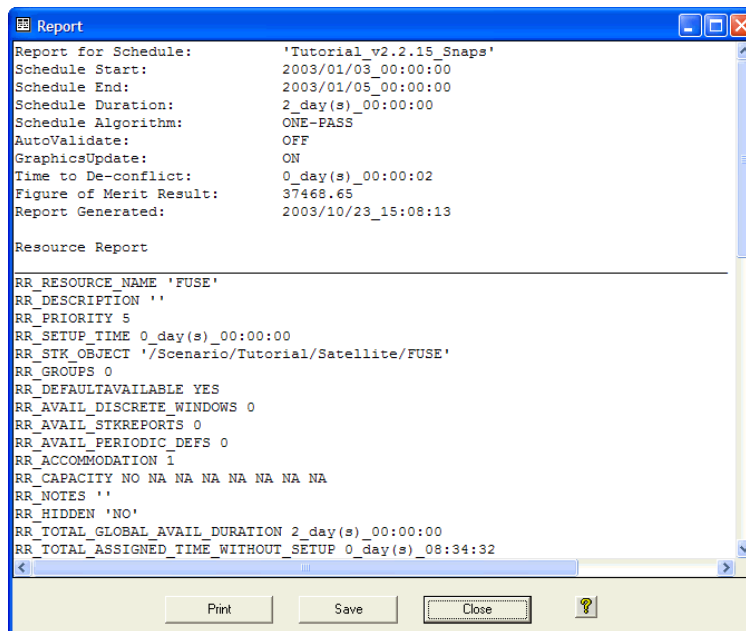 Report
Report for Schedule: 'Tutorial_v2.2.15_Snaps'
Schedule Start: 2003/01/03_00:00:00
Schedule End: 2003/01/05_00:00:00
Schedule Duration: 2_day(s)_00:00:00
Schedule Algorithm: ONE-PASS
AutoValidate: OFF
GraphicsUpdate: ON
Time to De-conflict: 0_day(s)_00:00:02
Figure of Merit Result: 37468.65
Report Generated: 2003/10/23_15:08:13
Resource Report
RR_RESOURCE_NAME 'FUSE'
RR_DESCRIPTION ''
RR_PRIORITY 5
RR_SETUP_TIME 0_day(s)_00:00:00
RR_STK_OBJECT '/Scenario/Tutorial/Satellite/FUSE'
RR_GROUPS 0
RR_DEFAULTAVAILABLE YES
RR_AVAIL_DISCRETE_WINDOWS 0
RR_AVAIL_STKREPORTS 0
RR_AVAIL_PERIODIC_DEFS 0
RR_ACCOMMODATION 1
RR_CAPACITY NO NA NA NA NA NA NA NA
RR_NOTES ''
RR_HIDDEN 'NO'
RR_TOTAL_GLOBAL_AVAIL_DURATION 2_day(s)_00:00:00
RR_TOTAL_ASSIGNED_TIME_WITHOUT_SETUP 0_day(s)_08:34:32
Print Save Close ?